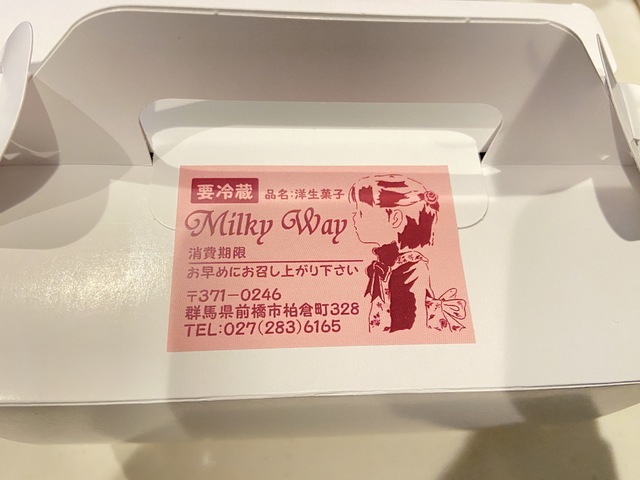 要冷蔵 品名:洋生菓子
Milky Way
消費期限
お早めにお召し上がり下さい
〒371-0246
群馬県前橋市柏倉町328
TEL:027(283)6165